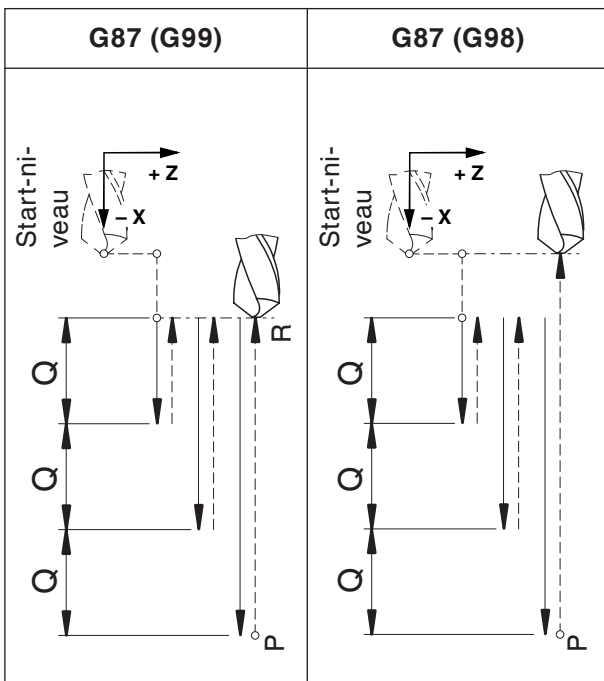 G87 (G99)
Start-ni-
veau
+ Z
– X
R
Q
Q
Q
P
G87 (G98)
Start-ni-
veau
+ Z
– X
Q
Q
Q
P